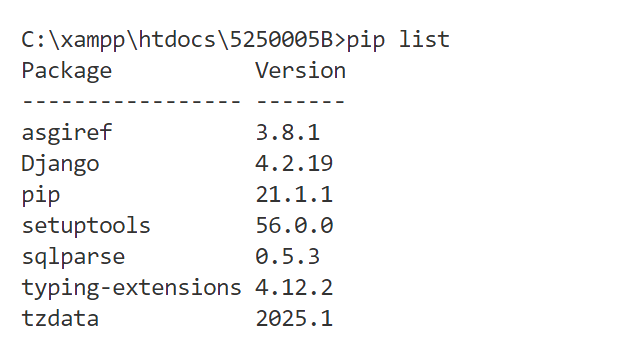 C:\xampp\htdocs\5250005B>pip list
Package           Version
----------------- -------
asgiref           3.8.1
Django            4.2.19
pip               21.1.1
setuptools        56.0.0
sqlparse          0.5.3
typing-extensions 4.12.2
tzdata            2025.1